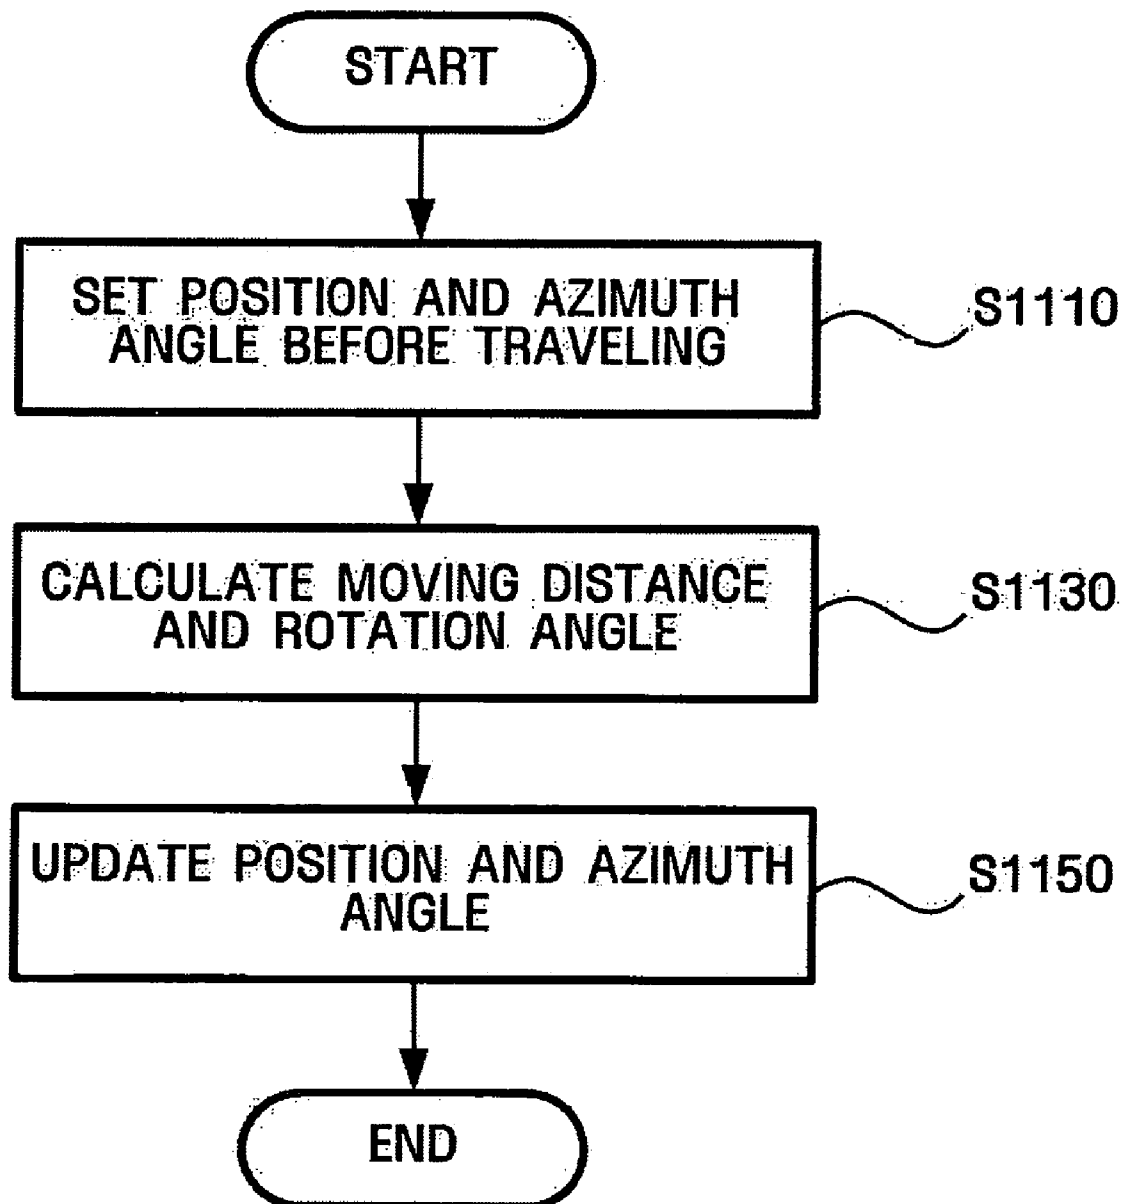 START
SET POSITION AND AZIMUTH
ANGLE BEFORE TRAVELING
S1110
CALCULATE MOVING DISTANCE
AND ROTATION ANGLE
S1130
UPDATE POSITION AND AZIMUTH
ANGLE
S1150
END